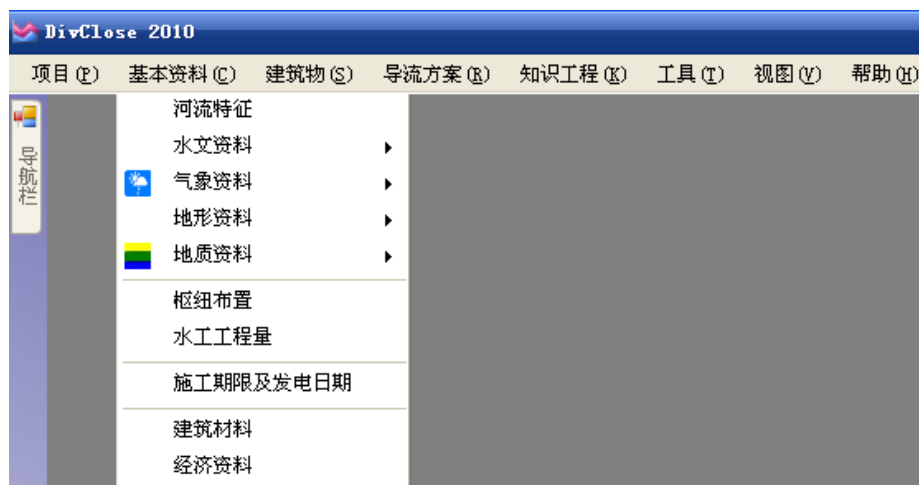 DivClose 2010
项目(P) 基本资料(C) 建筑物(S) 导流方案(R) 知识工程(K) 工具(T) 视图(V) 帮助(H)
导航栏
河流特征
水文资料
气象资料
地形资料
地质资料
枢纽布置
水工工程量
施工期限及发电日期
建筑材料
经济资料